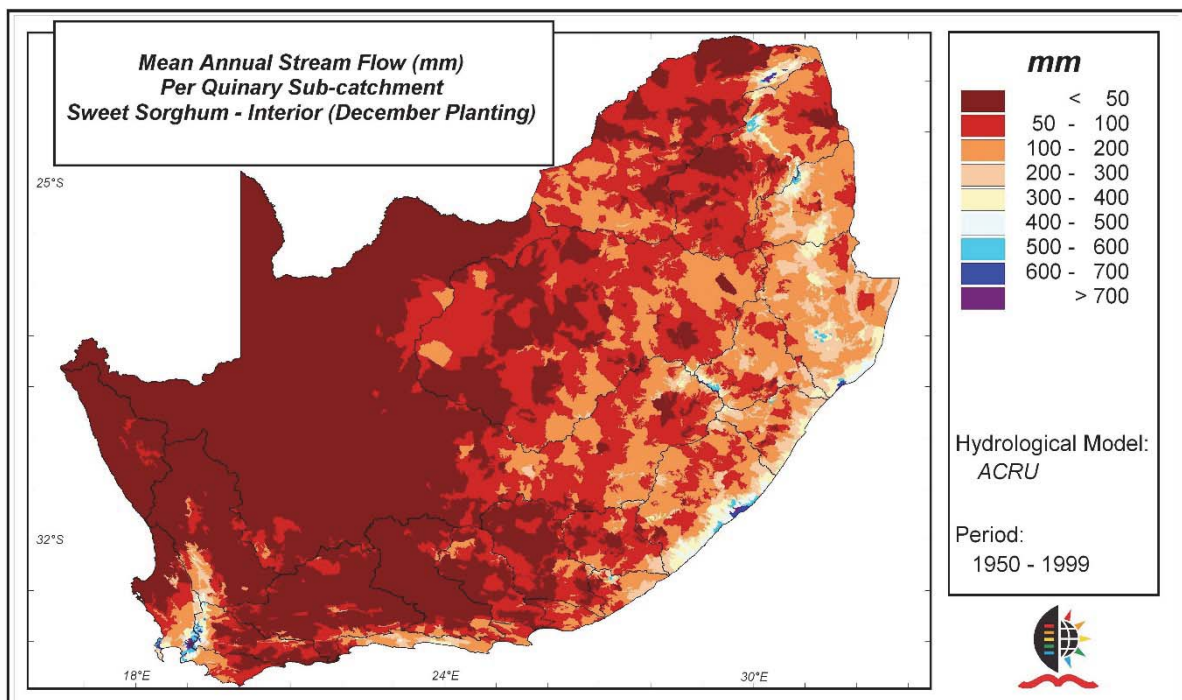 Mean Annual Stream Flow (mm)
Per Quinary Sub-catchment
Sweet Sorghum - Interior (December Planting)
25°S
32°S
18°E
24°E
30°E
mm
< 50
50 - 100
100 - 200
200 - 300
300 - 400
400 - 500
500 - 600
600 - 700
> 700
Hydrological Model:
ACRU
Period:
1950 - 1999